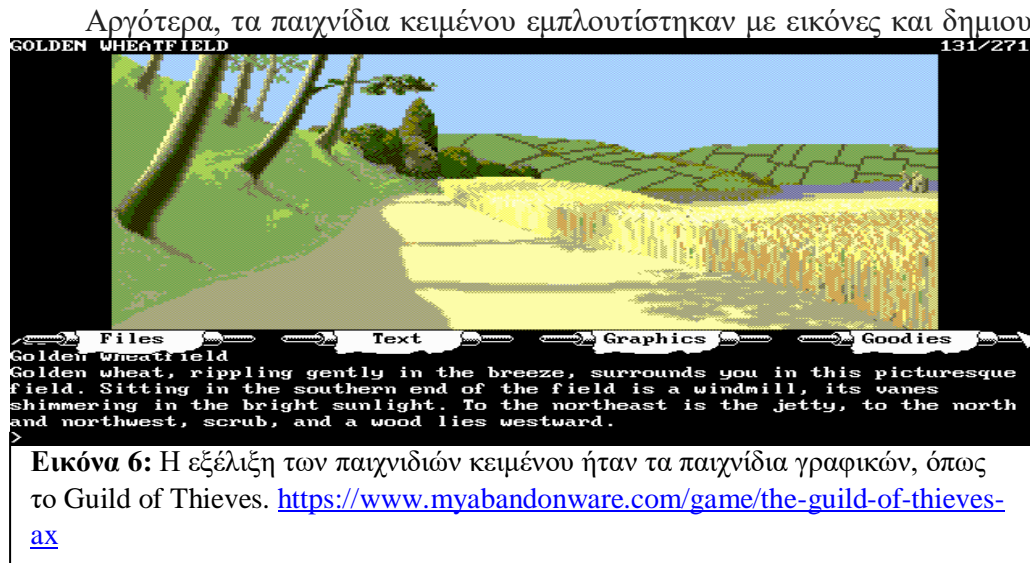 Αργότερα, τα παιχνίδια κειμένου εμπλουτίστηκαν με εικόνες και δημιου
GOLDEN WHEATFIELD 131/271
Files Text Graphics Goodies
Golden wheatfield
Golden wheat, rippling gently in the breeze, surrounds you in this picturesque
field. Sitting in the southern end of the field is a windmill, its vanes
shimmering in the bright sunlight. To the northeast is the jetty, to the north
and northwest, scrub, and a wood lies westward.
>
Εικόνα 6: Η εξέλιξη των παιχνιδιών κειμένου ήταν τα παιχνίδια γραφικών, όπως
το Guild of Thieves. https://www.myabandonware.com/game/the-guild-of-thieves-
ax